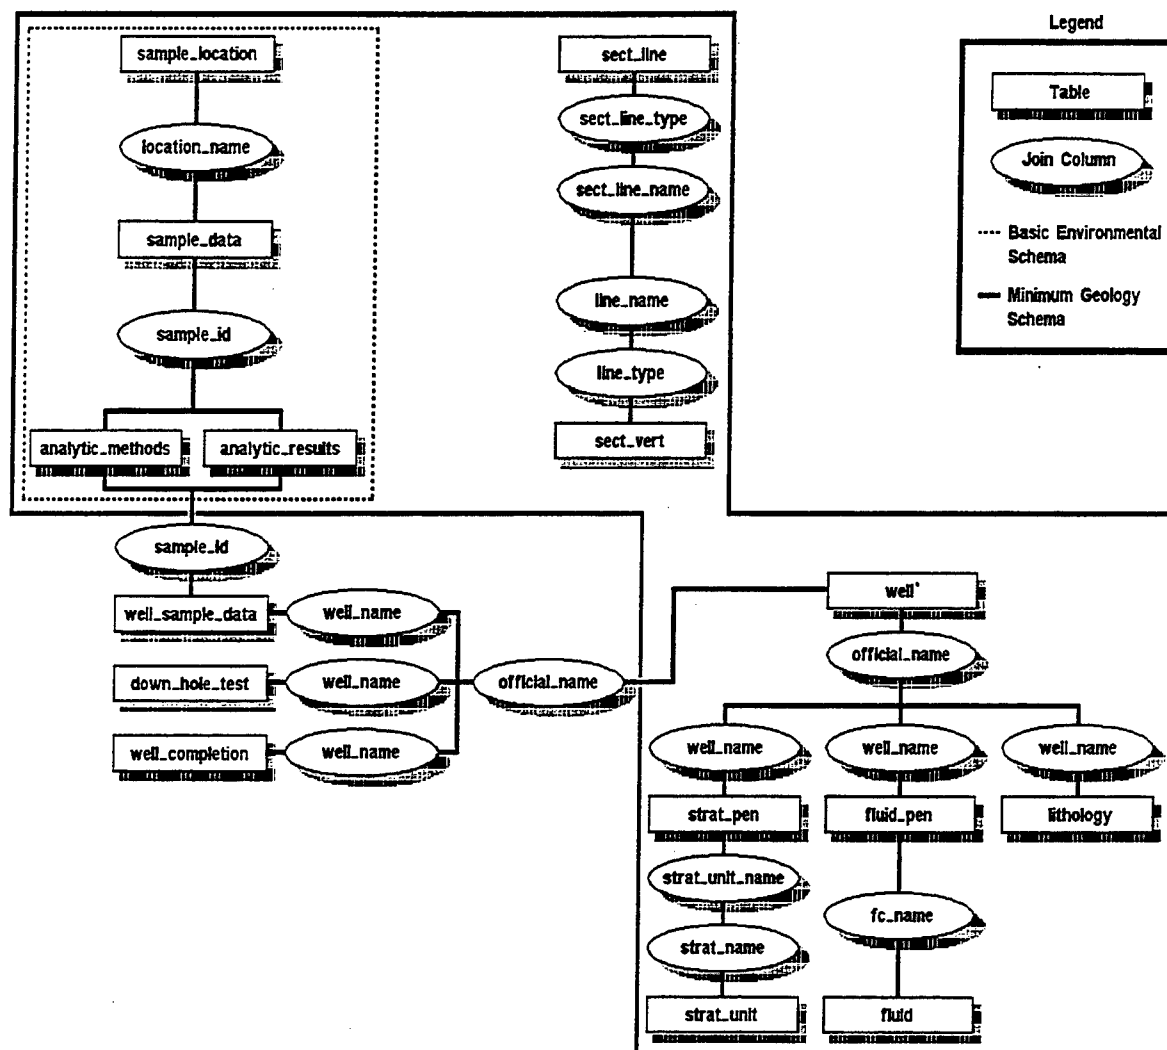 Legend
Table
Join Column
Basic Environmental
Schema
Minimum Geology
Schema
sample_location
location_name
sample_data
sample_id
analytic_methods
analytic_results
sect_line
sect_line_type
sect_line_name
line_name
line_type
sect_vert
sample_id
well_sample_data
well_name
down_hole_test
well_name
well_completion
well_name
official_name
well*
official_name
well_name
well_name
well_name
strat_pen
fluid_pen
lithology
strat_unit_name
fc_name
strat_name
strat_unit
fluid